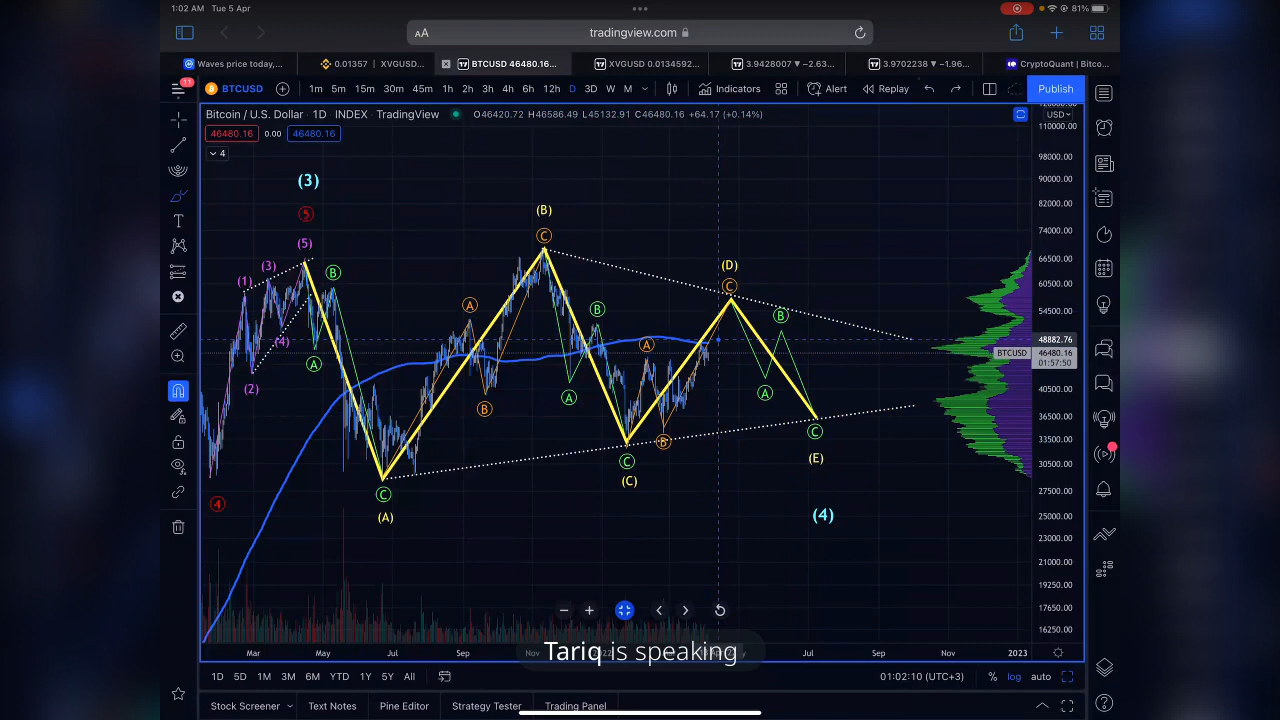 1:02 AM Tue 5 Apr
81%
AA tradingview.com
Waves price today,...
0.01357 XVGUSD...
BTCUSD 46480.16...
XVGUSD 0.0134592...
3.9428007 ▼ −2.63...
3.9702238 ▼ −1.96...
CryptoQuant | Bitco...
11
BTCUSD 1m 5m 15m 30m 45m 1h 2h 3h 4h 6h 12h D 3D W M Indicators Alert Replay Publish
Bitcoin / U.S. Dollar · 1D · INDEX · TradingView O46420.72 H46586.49 L45132.91 C46480.16 +64.17 (+0.14%)
46480.16 0.00 46480.16
4
USD
110000.00
98000.00
90000.00
82000.00
74000.00
66500.00
60500.00
54500.00
48882.76
BTCUSD 46480.16
01:57:50
40500.00
36500.00
33500.00
30500.00
27500.00
25000.00
23000.00
21000.00
19250.00
17650.00
16250.00
(3)
5
(5)
(3)
(1)
(4)
(2)
4
B
A
C
(A)
A
B
(B)
C
B
A
C
(C)
A
B
(D)
C
B
A
C
(E)
(4)
Tariq is speaking
Mar May Jul Sep Nov Jul Sep Nov 2023
1D 5D 1M 3M 6M YTD 1Y 5Y All 01:02:10 (UTC+3) % log auto
Stock Screener Text Notes Pine Editor Strategy Tester Trading Panel